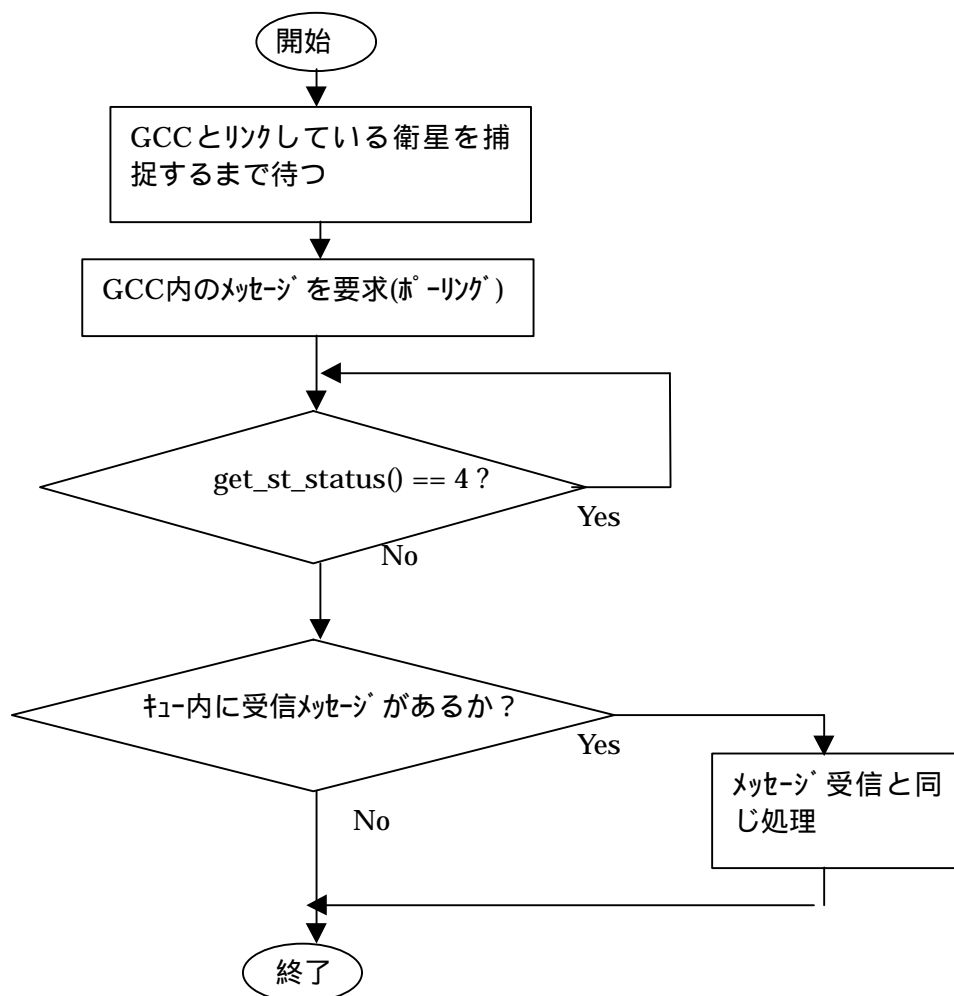 開始
GCCとﾘﾝｸしている衛星を捕
捉するまで待つ
GCC内のﾒｯｾｰｼﾞを要求(ﾎﾟｰﾘﾝｸﾞ)
get_st_status() == 4 ?
Yes
No
ｷｭｰ内に受信ﾒｯｾｰｼﾞがあるか？
Yes
No
ﾒｯｾｰｼﾞ受信と同
じ処理
終了